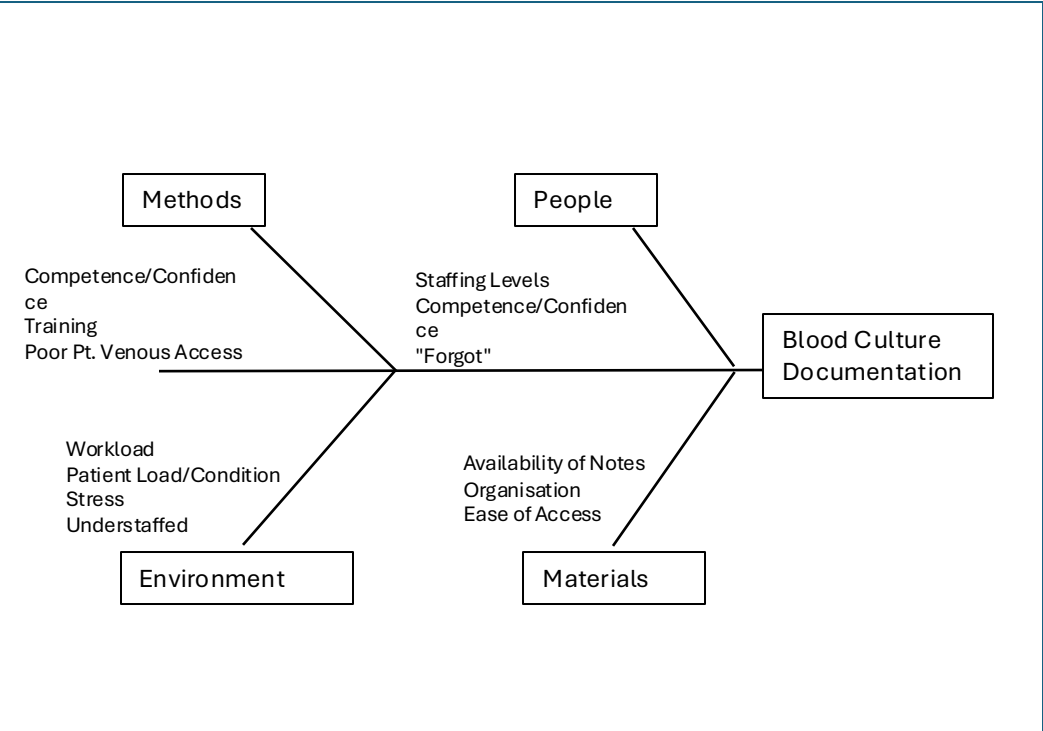 Methods
People
Competence/Confiden
ce
Training
Poor Pt. Venous Access
Staffing Levels
Competence/Confiden
ce
"Forgot"
Blood Culture
Documentation
Workload
Patient Load/Condition
Stress
Understaffed
Availability of Notes
Organisation
Ease of Access
Environment
Materials